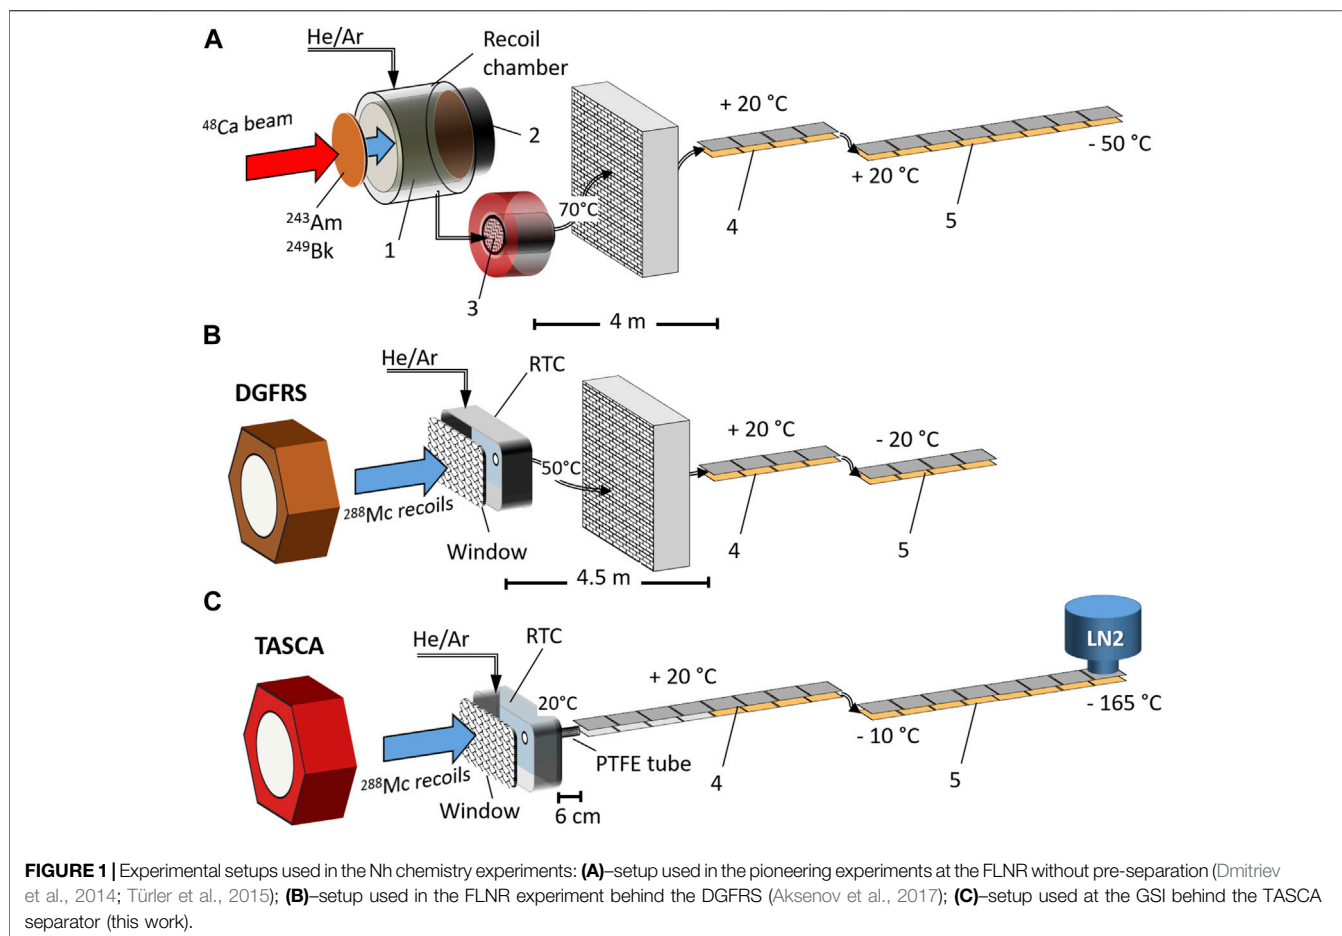 A
He/Ar
Recoil
chamber
⁴⁸Ca beam
2
²⁴³Am
²⁴⁹Bk
1
3
70°C
+ 20 °C
+ 20 °C
- 50 °C
4
5
4 m
B
He/Ar
RTC
DGFRS
²⁸⁸Mc recoils
Window
50°C
+ 20 °C
- 20 °C
4
5
4.5 m
C
He/Ar
RTC
TASCA
20°C
²⁸⁸Mc recoils
Window
PTFE tube
6 cm
+ 20 °C
- 10 °C
LN2
- 165 °C
4
5
FIGURE 1 | Experimental setups used in the Nh chemistry experiments: (A)–setup used in the pioneering experiments at the FLNR without pre-separation (Dmitriev
et al., 2014; Türler et al., 2015); (B)–setup used in the FLNR experiment behind the DGFRS (Aksenov et al., 2017); (C)–setup used at the GSI behind the TASCA
separator (this work).